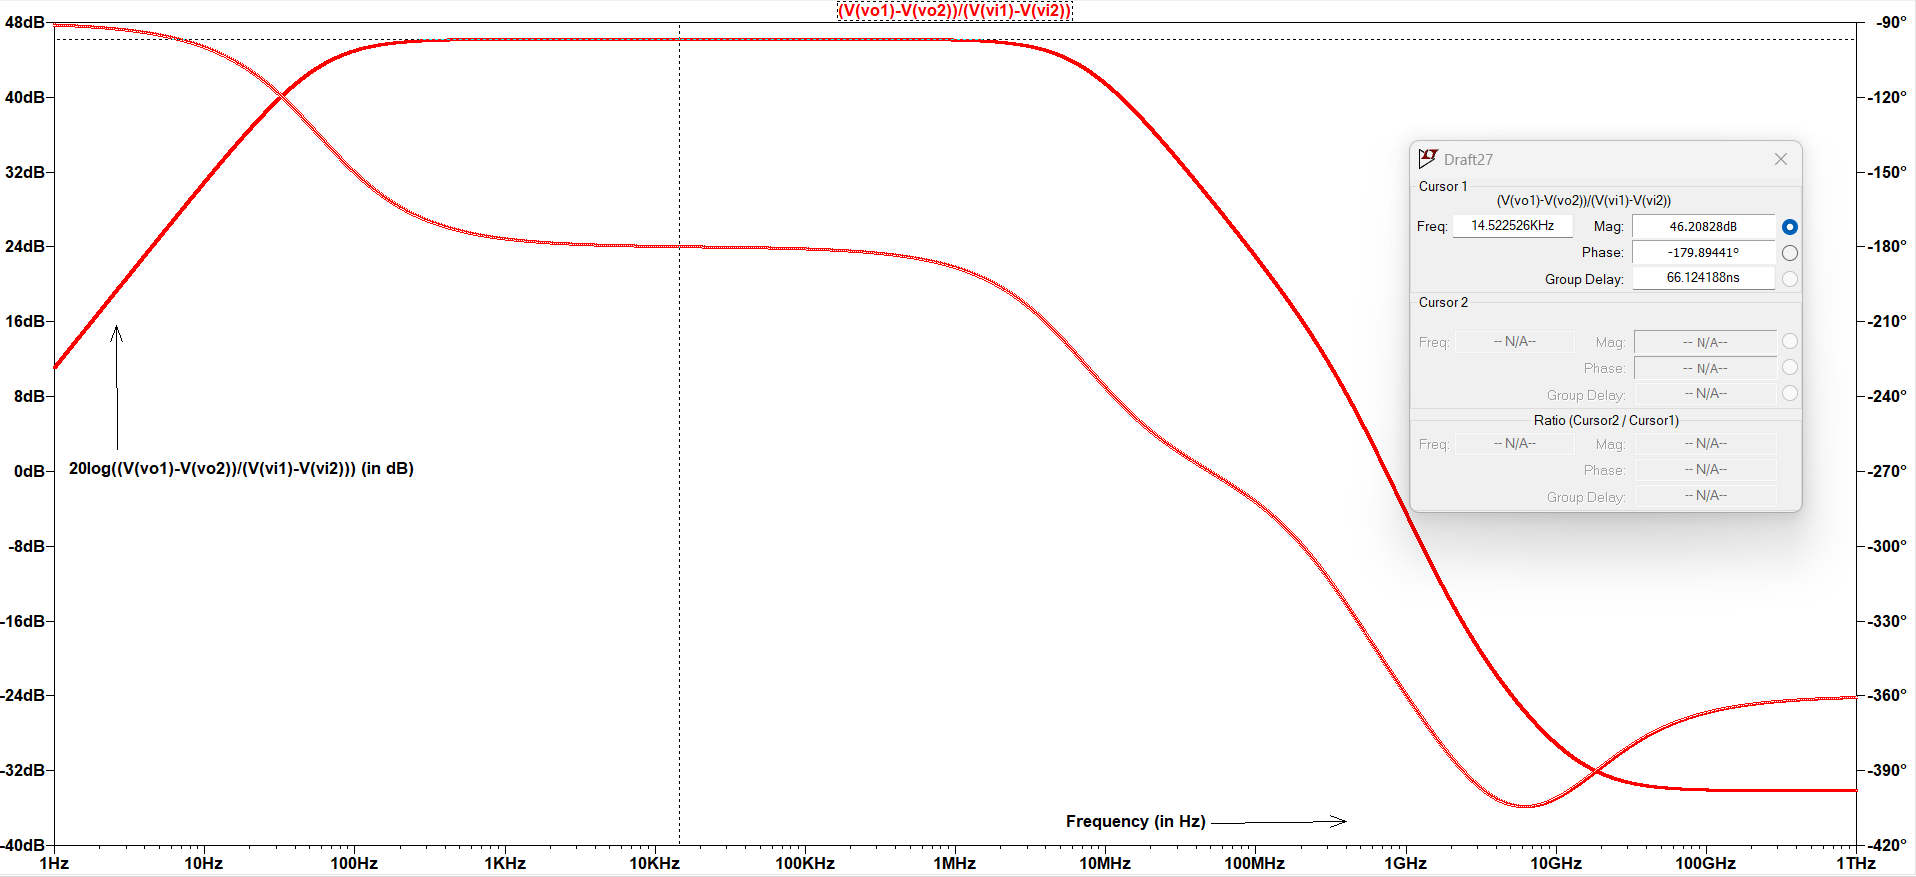 (V(vo1)-V(vo2))/(V(vi1)-V(vi2))
48dB
40dB
32dB
24dB
16dB
8dB
0dB
-8dB
-16dB
-24dB
-32dB
-40dB
-90°
-120°
-150°
-180°
-210°
-240°
-270°
-300°
-330°
-360°
-390°
-420°
20log((V(vo1)-V(vo2))/(V(vi1)-V(vi2))) (in dB)
Draft27
Cursor 1
(V(vo1)-V(vo2))/(V(vi1)-V(vi2))
Freq: 14.522526KHz Mag: 46.20828dB
Phase: -179.89441°
Group Delay: 66.124188ns
Cursor 2
Freq: -- N/A-- Mag: -- N/A--
Phase: -- N/A--
Group Delay: -- N/A--
Ratio (Cursor2 / Cursor1)
Freq: -- N/A-- Mag: -- N/A--
Phase: -- N/A--
Group Delay: -- N/A--
Frequency (in Hz)
1Hz 10Hz 100Hz 1KHz 10KHz 100KHz 1MHz 10MHz 100MHz 1GHz 10GHz 100GHz 1THz